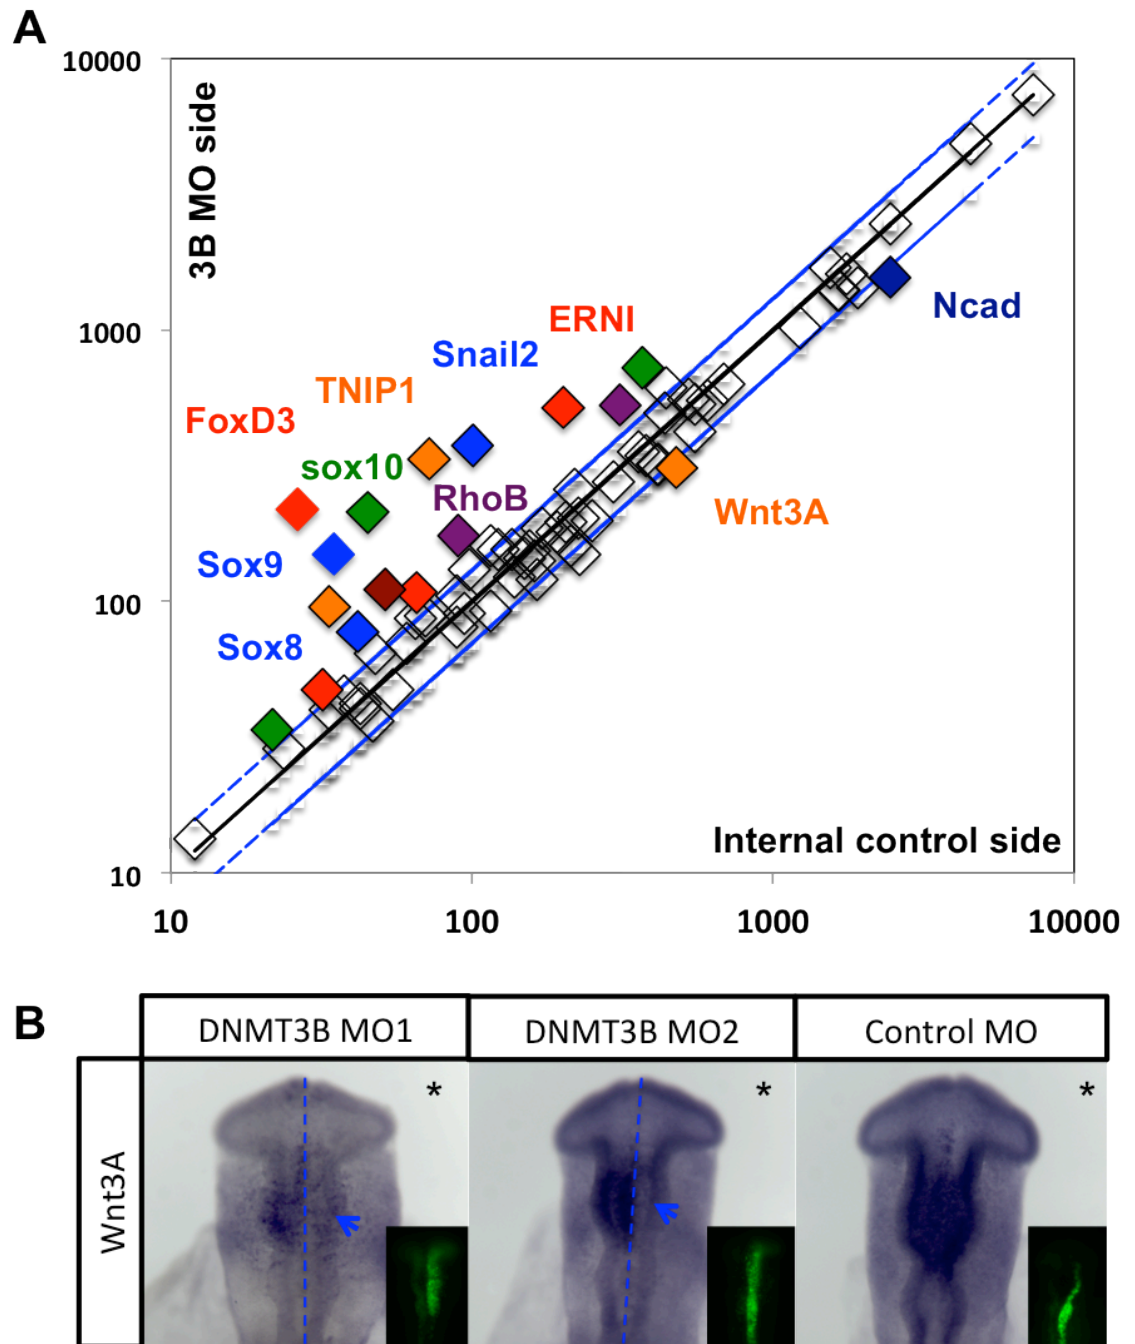 A
10000
3B MO side
1000
100
10
10 100 1000 10000
ERNI
Snail2
TNIP1
FoxD3
sox10
RhoB
Sox9
Sox8
Ncad
Wnt3A
Internal control side
B
DNMT3B MO1 DNMT3B MO2 Control MO
Wnt3A
* * *